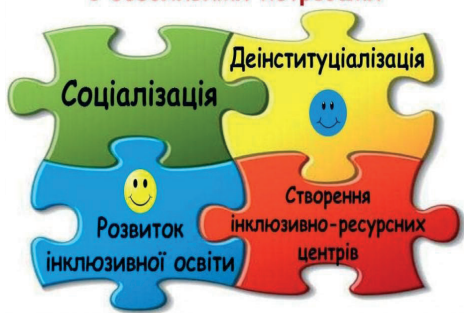 Соціалізація
Деінституціалізація
Розвиток
інклюзивної освіти
Створення
інклюзивно-ресурсних
центрів